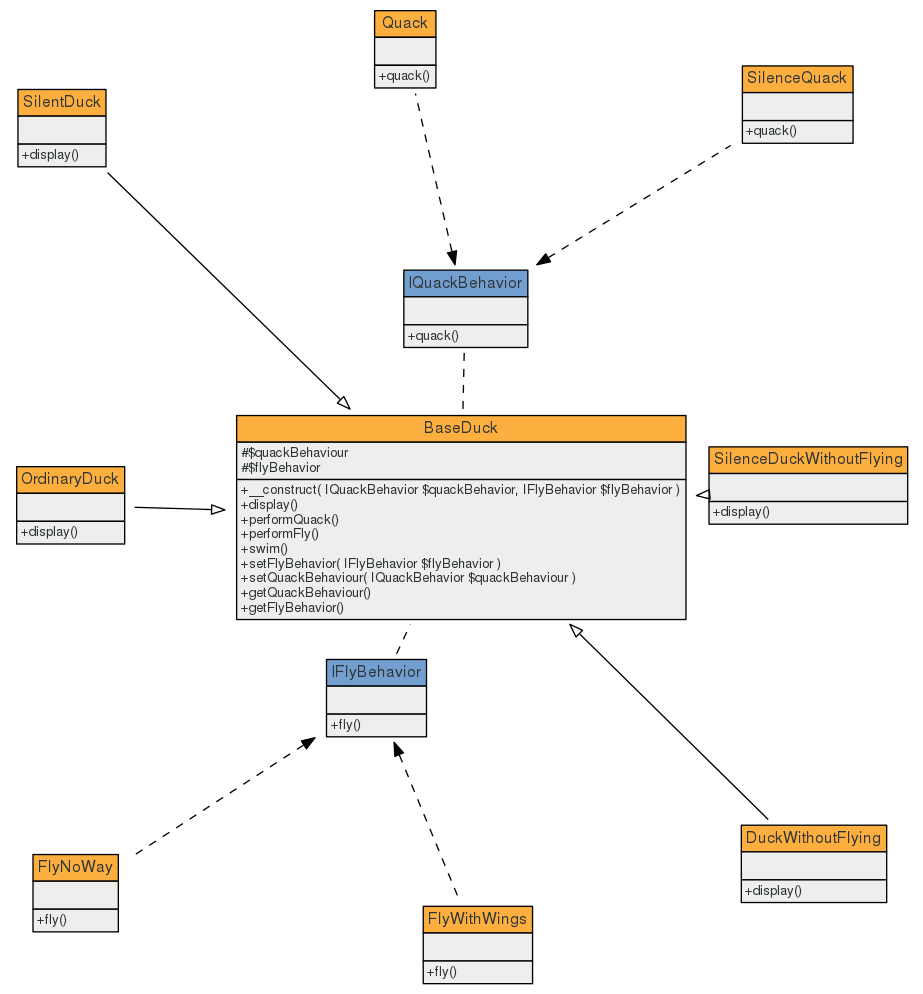 Quack
+quack()
SilenceQuack
+quack()
SilentDuck
+display()
IQuackBehavior
+quack()
BaseDuck
#$quackBehaviour
#$flyBehavior
+__construct( IQuackBehavior $quackBehavior, IFlyBehavior $flyBehavior )
+display()
+performQuack()
+performFly()
+swim()
+setFlyBehavior( IFlyBehavior $flyBehavior )
+setQuackBehaviour( IQuackBehavior $quackBehaviour )
+getQuackBehaviour()
+getFlyBehavior()
SilenceDuckWithoutFlying
+display()
OrdinaryDuck
+display()
IFlyBehavior
+fly()
DuckWithoutFlying
+display()
FlyNoWay
+fly()
FlyWithWings
+fly()